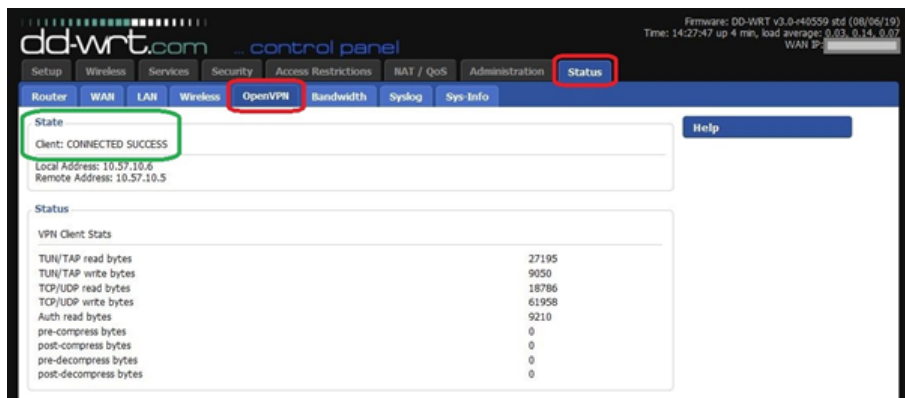 dd-wrt.com ... control panel
Firmware: DD-WRT v3.0-r40559 std (08/06/19)
Time: 14:27:47 up 4 min, load average: 0.03, 0.14, 0.07
WAN IP:
Setup Wireless Services Security Access Restrictions NAT / QoS Administration Status
Router WAN LAN Wireless OpenVPN Bandwidth Syslog Sys-Info
State
Help
Client: CONNECTED SUCCESS
Local Address: 10.57.10.6
Remote Address: 10.57.10.5
Status
VPN Client Stats
TUN/TAP read bytes 27195
TUN/TAP write bytes 9050
TCP/UDP read bytes 18786
TCP/UDP write bytes 61958
Auth read bytes 9210
pre-compress bytes 0
post-compress bytes 0
pre-decompress bytes 0
post-decompress bytes 0